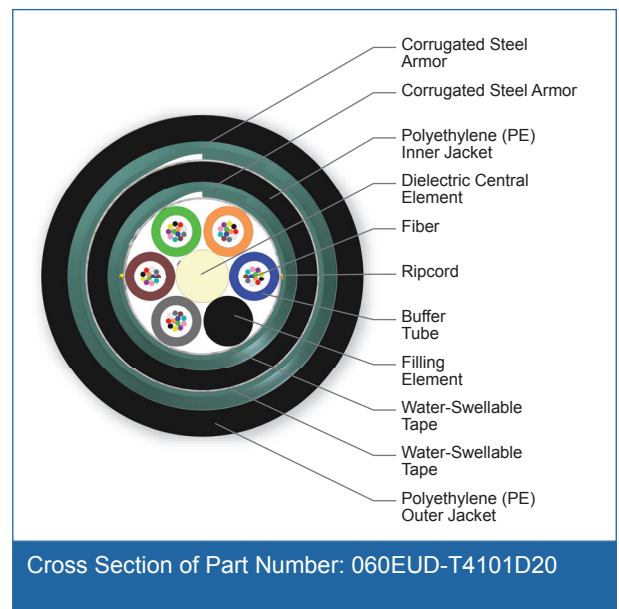 Corrugated Steel
Armor
Corrugated Steel Armor
Polyethylene (PE)
Inner Jacket
Dielectric Central
Element
Fiber
Ripcord
Buffer
Tube
Filling
Element
Water-Swellable
Tape
Water-Swellable
Tape
Polyethylene (PE)
Outer Jacket
Cross Section of Part Number: 060EUD-T4101D20